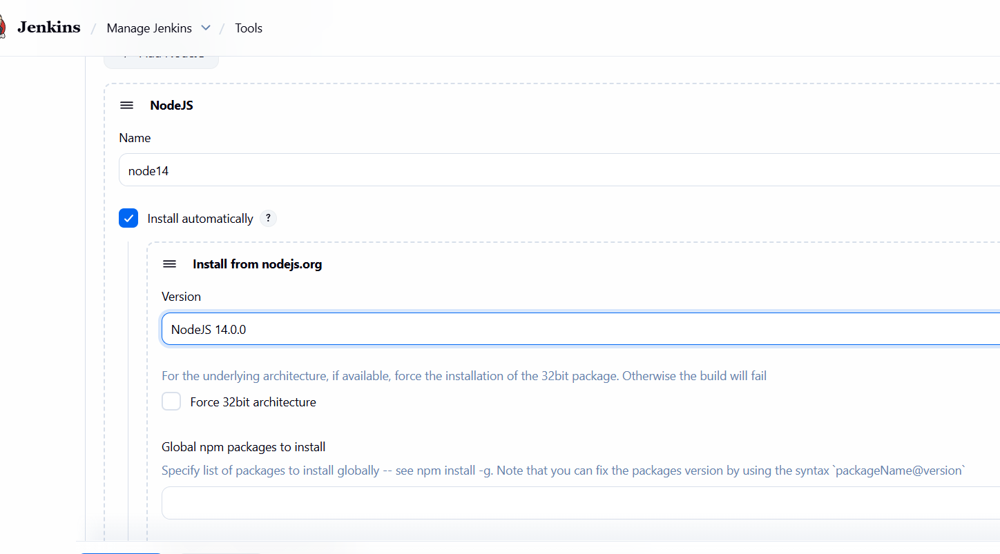 Jenkins / Manage Jenkins / Tools
NodeJS
Name
node14
Install automatically ?
Install from nodejs.org
Version
NodeJS 14.0.0
For the underlying architecture, if available, force the installation of the 32bit package. Otherwise the build will fail
Force 32bit architecture
Global npm packages to install
Specify list of packages to install globally -- see npm install -g. Note that you can fix the packages version by using the syntax `packageName@version`